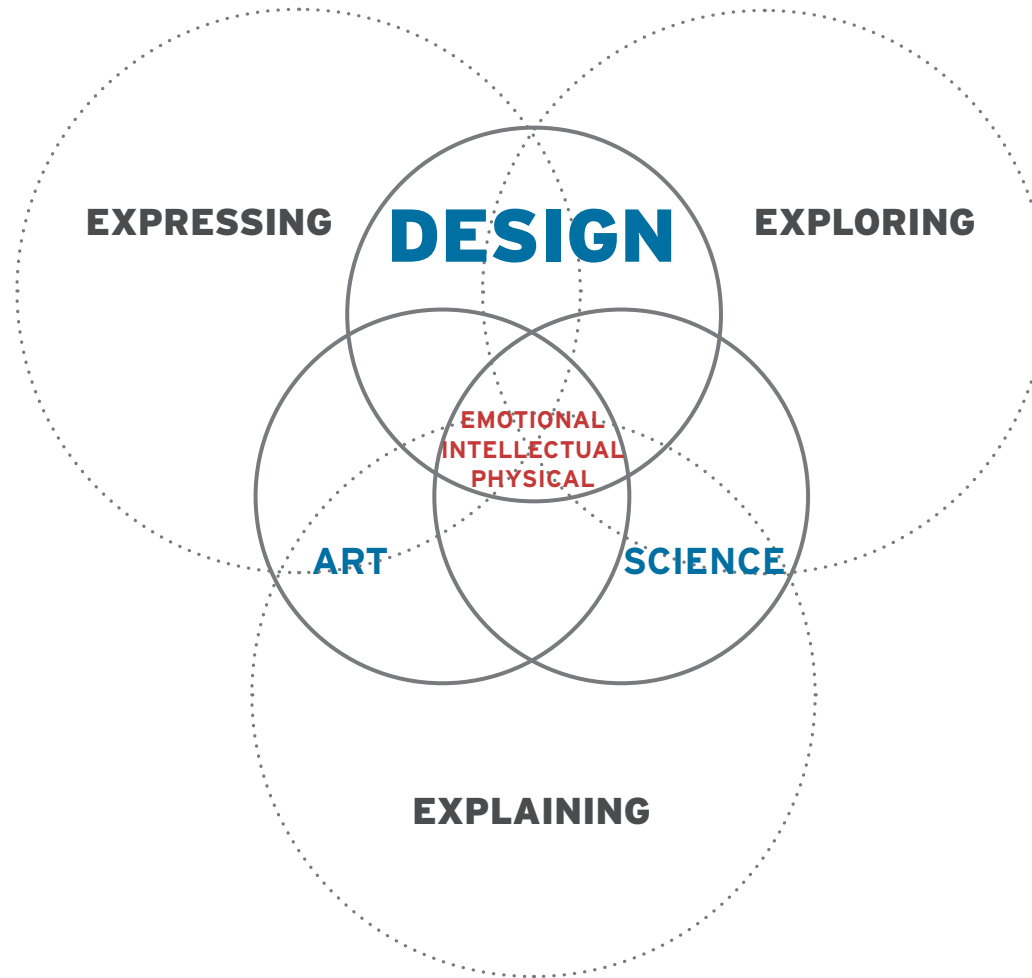 EXPRESSING
DESIGN
EXPLORING
EMOTIONAL
INTELLECTUAL
PHYSICAL
ART
SCIENCE
EXPLAINING